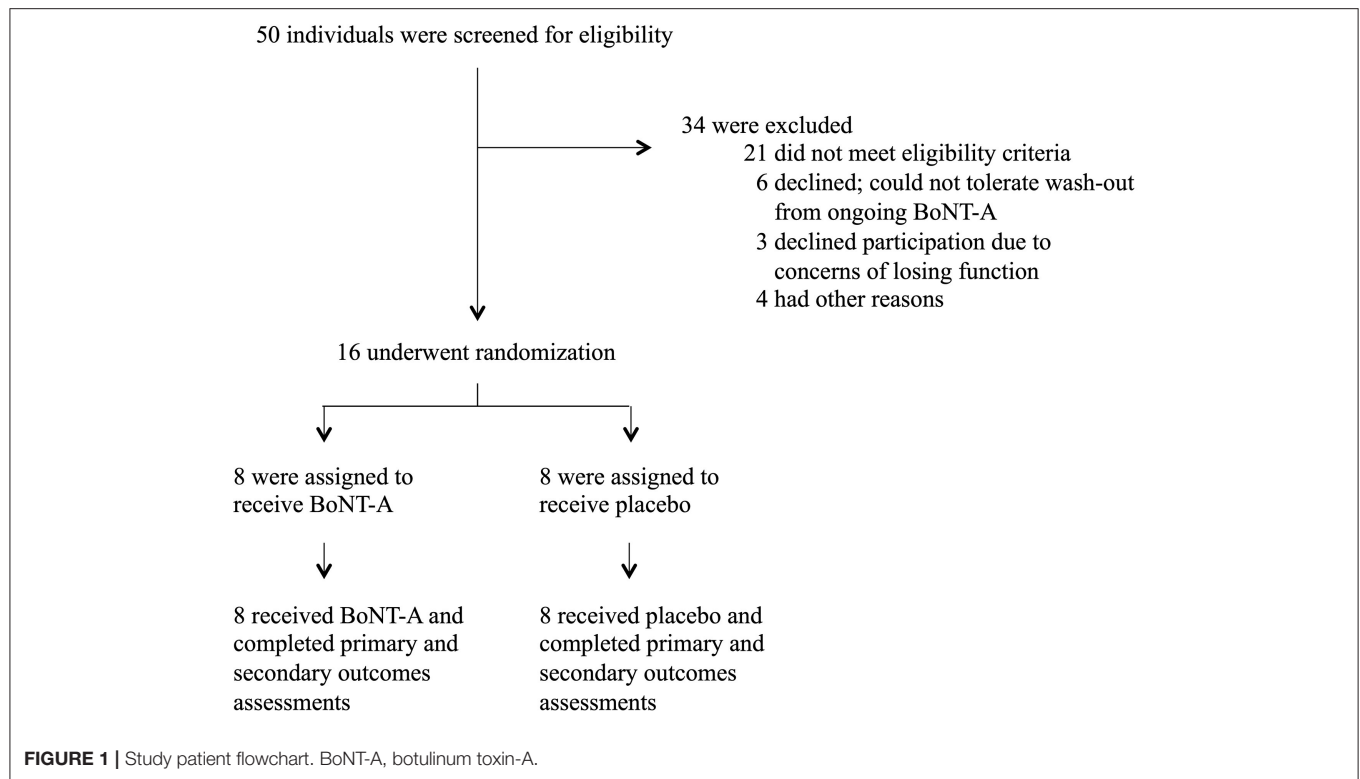 50 individuals were screened for eligibility
34 were excluded
21 did not meet eligibility criteria
6 declined; could not tolerate wash-out
from ongoing BoNT-A
3 declined participation due to
concerns of losing function
4 had other reasons
16 underwent randomization
8 were assigned to
receive BoNT-A
8 were assigned to
receive placebo
8 received BoNT-A and
completed primary and
secondary outcomes
assessments
8 received placebo and
completed primary and
secondary outcomes
assessments
FIGURE 1 | Study patient flowchart. BoNT-A, botulinum toxin-A.